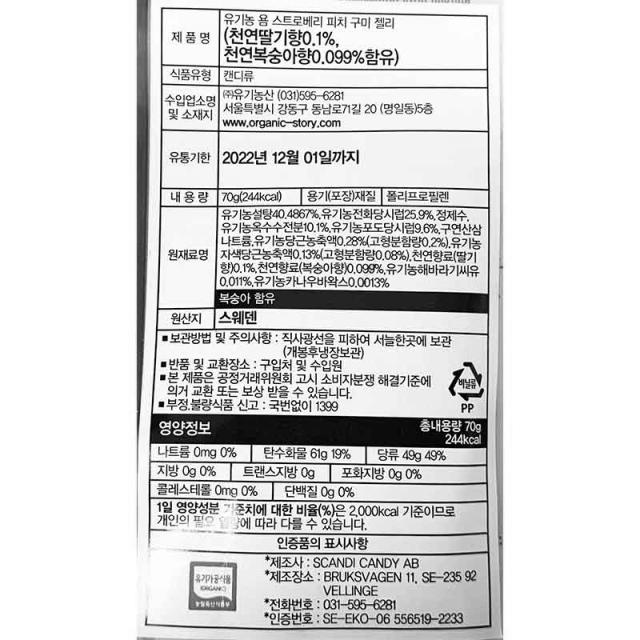 제 품 명
유기농 욤 스트로베리 피치 구미 젤리
(천연딸기향0.1%,
천연복숭아향0.099%함유)
식품유형 캔디류
수입업소명 및 소재지
㈜유기농산 (031)595-6281
서울특별시 강동구 동남로71길 20 (명일동)5층
www.organic-story.com
유통기한 2022년 12월 01일까지
내 용 량 70g(244kcal) 용기(포장)재질 폴리프로필렌
원재료명
유기농설탕40.4867%,유기농전화당시럽25.9%,정제수,
유기농옥수수전분10.1%,유기농포도당시럽9.6%,구연산삼
나트륨,유기농당근농축액0.28%(고형분함량0.2%),유기농
자색당근농축액0.13%(고형분함량0.08%),천연향료(딸기
향)0.1%,천연향료(복숭아향)0.099%,유기농해바라기씨유
0.011%,유기농카나우바왁스0.0013%
복숭아 함유
원산지 스웨덴
■보관방법 및 주의사항 : 직사광선을 피하여 서늘한곳에 보관
(개봉후냉장보관)
■반품 및 교환장소 : 구입처 및 수입원
■본 제품은 공정거래위원회 고시 소비자분쟁 해결기준에
의거 교환 또는 보상 받을 수 있습니다.
■부정.불량식품 신고 : 국번없이 1399
비닐류
PP
영양정보 총내용량 70g
244kcal
나트륨 0mg 0% 탄수화물 61g 19% 당류 49g 49%
지방 0g 0% 트랜스지방 0g 포화지방 0g 0%
콜레스테롤 0mg 0% 단백질 0g 0%
1일 영양성분 기준치에 대한 비율(%)은 2,000kcal 기준이므로
개인의 필요 열량에 따라 다를 수 있습니다.
인증품의 표시사항
유기가공식품
(ORGANIC)
농림축산식품부
*제조사 : SCANDI CANDY AB
*제조장소 : BRUKSVAGEN 11, SE-235 92
VELLINGE
*전화번호 : 031-595-6281
*인증번호 : SE-EKO-06 556519-2233